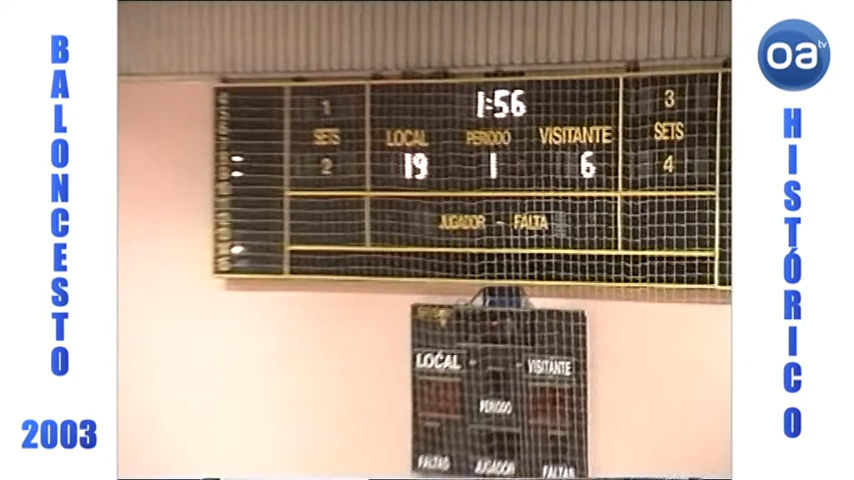 BALONCESTO
2003
1 1:56 3
SETS LOCAL PERIODO VISITANTE SETS
2 19 1 6 4
JUGADOR - FALTA
LOCAL - - VISITANTE
PERIODO
FALTAS JUGADOR FALTAS
oa tv
HISTÓRICO